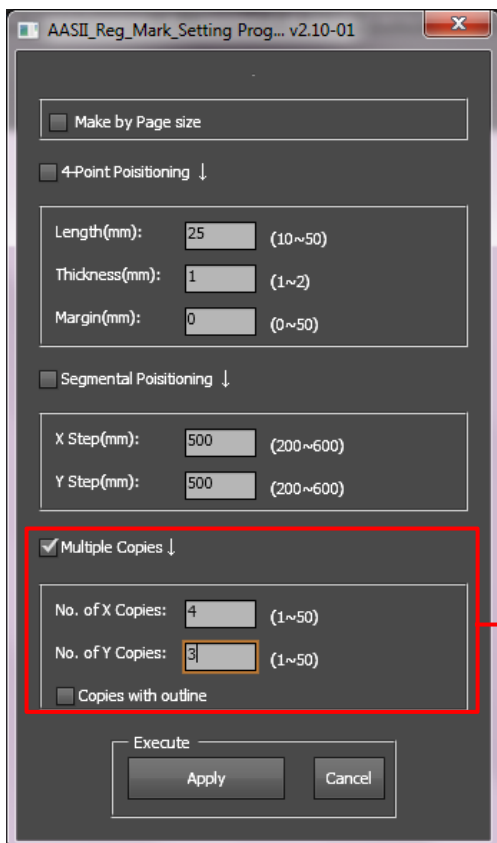 AASII_Reg_Mark_Setting Prog... v2.10-01
Make by Page size
4-Point Poisitioning ↓
Length(mm): 25 (10~50)
Thickness(mm): 1 (1~2)
Margin(mm): 0 (0~50)
Segmental Poisitioning ↓
X Step(mm): 500 (200~600)
Y Step(mm): 500 (200~600)
Multiple Copies ↓
No. of X Copies: 4 (1~50)
No. of Y Copies: 3 (1~50)
Copies with outline
Execute
Apply Cancel